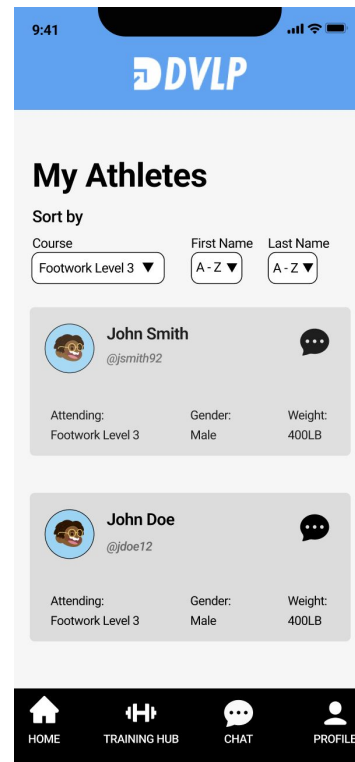 9:41
DVLP
My Athletes
Sort by
Course First Name Last Name
Footwork Level 3 A - Z A - Z
John Smith
@jsmith92
Attending: Gender: Weight:
Footwork Level 3 Male 400LB
John Doe
@jdoe12
Attending: Gender: Weight:
Footwork Level 3 Male 400LB
HOME TRAINING HUB CHAT PROFILE